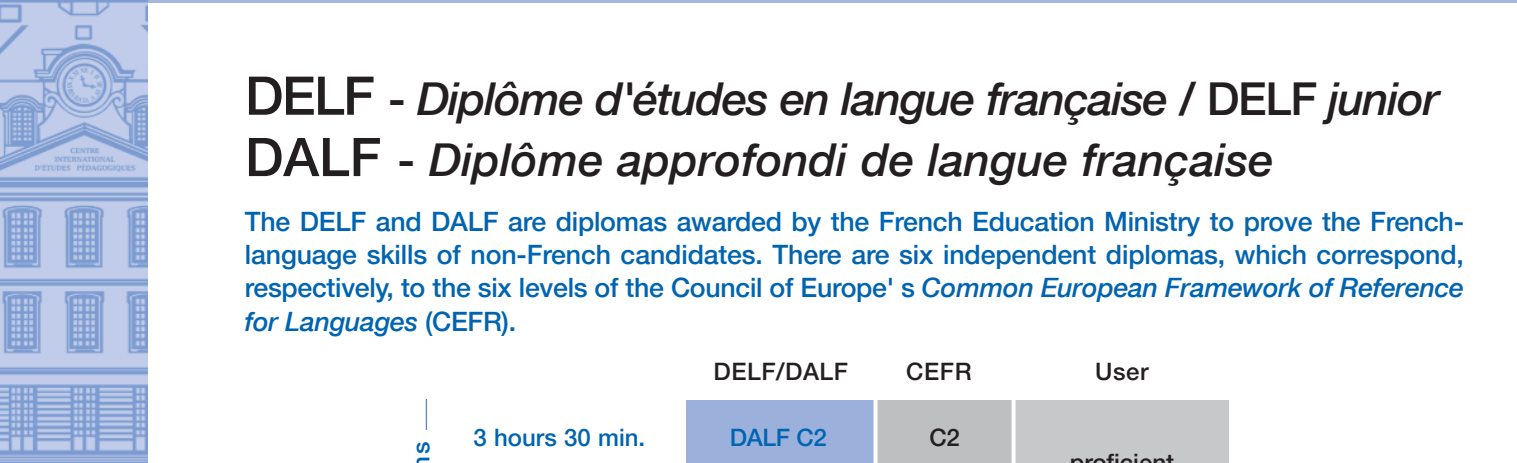 CENTRE
INTERNATIONAL
D'ÉTUDES PÉDAGOGIQUES
DELF - Diplôme d'études en langue française / DELF junior
DALF - Diplôme approfondi de langue française
The DELF and DALF are diplomas awarded by the French Education Ministry to prove the French-
language skills of non-French candidates. There are six independent diplomas, which correspond,
respectively, to the six levels of the Council of Europe' s Common European Framework of Reference
for Languages (CEFR).
DELF/DALF CEFR User
3 hours 30 min. DALF C2 C2
proficient